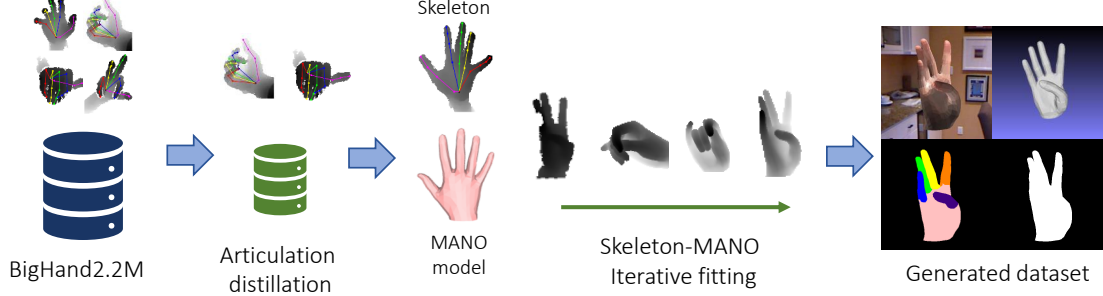 Skeleton
BigHand2.2M
Articulation
distillation
MANO
model
Skeleton-MANO
Iterative fitting
Generated dataset